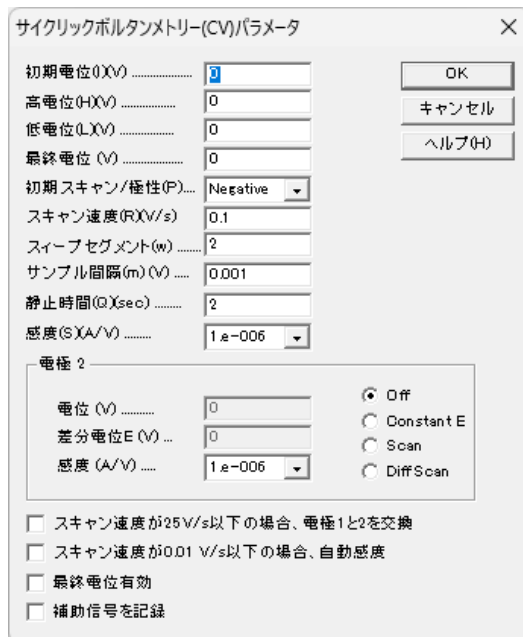 サイクリックボルタンメトリー(CV)パラメータ
初期電位(I)(V) .................. 0
OK
高電位(H)(V) ................ 0
キャンセル
低電位(L)(V) ................ 0
ヘルプ(H)
最終電位 (V) .................. 0
初期スキャン/極性(P)... Negative
スキャン速度(R)(V/s) 0.1
スィープセグメント(w) ....... 2
サンプル間隔(m) (V) ..... 0.001
静止時間(Q)(sec) ......... 2
感度(S)(A/V) ........ 1.e-006
電極 2
電位 (V) .......... 0
差分電位E (V) ... 0
感度 (A/V) ..... 1.e-006
Off
Constant E
Scan
Diff Scan
スキャン速度が25V/s以下の場合、電極1と2を交換
スキャン速度が0.01 V/s以下の場合、自動感度
最終電位有効
補助信号を記録